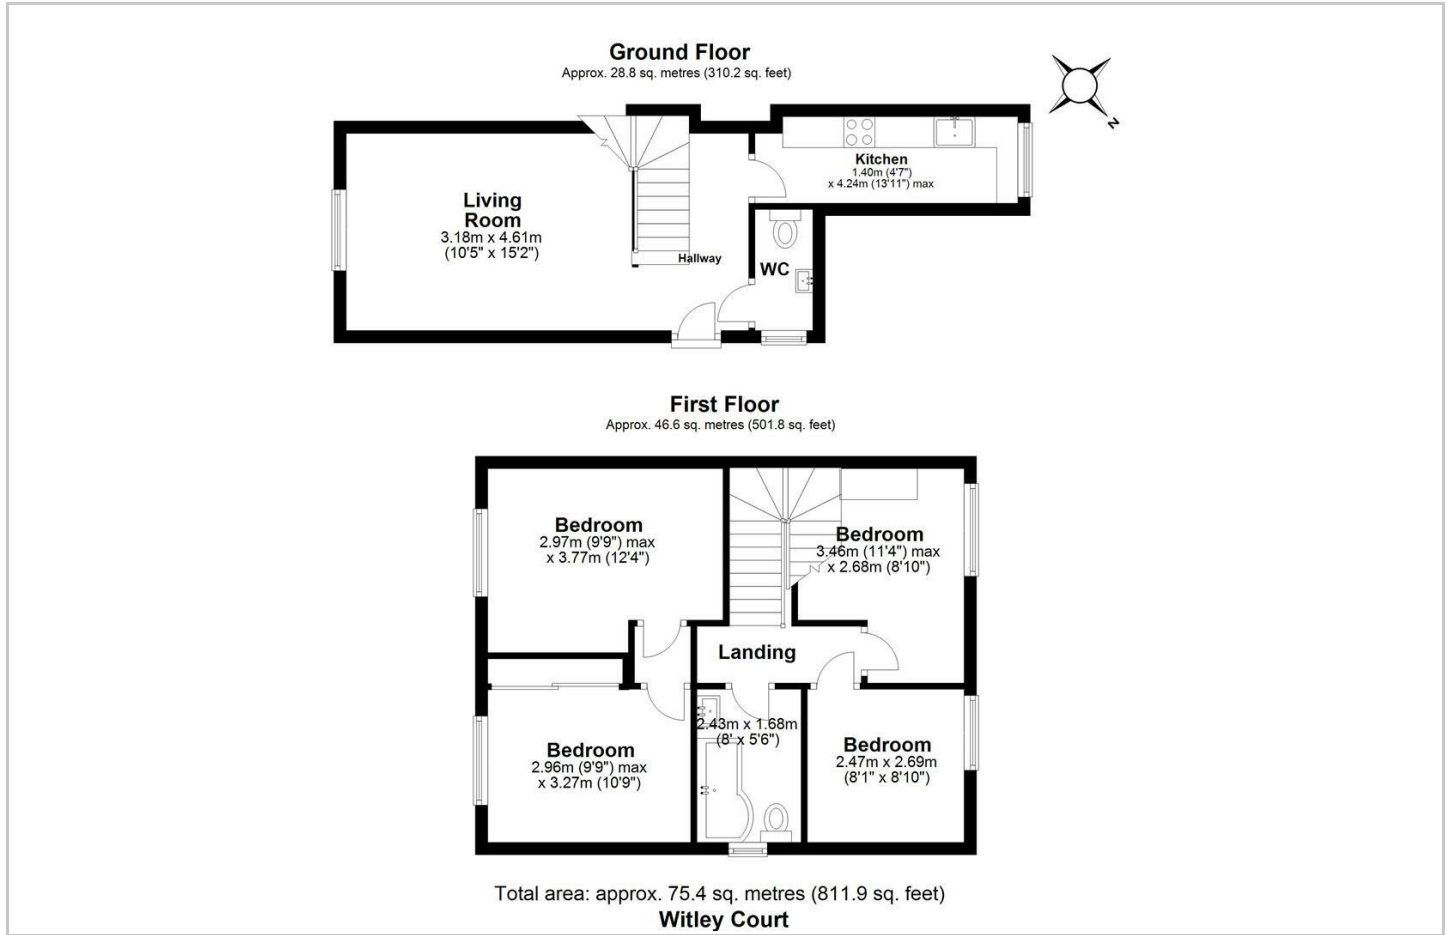 Ground Floor
Approx. 28.8 sq. metres (310.2 sq. feet)
Z
Kitchen
1.40m (4'7")
x 4.24m (13'11") max
Living
Room
3.18m x 4.61m
(10'5" x 15'2")
Hallway
WC
First Floor
Approx. 46.6 sq. metres (501.8 sq. feet)
Bedroom
2.97m (9'9") max
x 3.77m (12'4")
Bedroom
3.46m (11'4") max
x 2.68m (8'10")
Landing
2.43m x 1.68m
(8' x 5'6")
Bedroom
2.96m (9'9") max
x 3.27m (10'9")
Bedroom
2.47m x 2.69m
(8'1" x 8'10")
Total area: approx. 75.4 sq. metres (811.9 sq. feet)
Witley Court